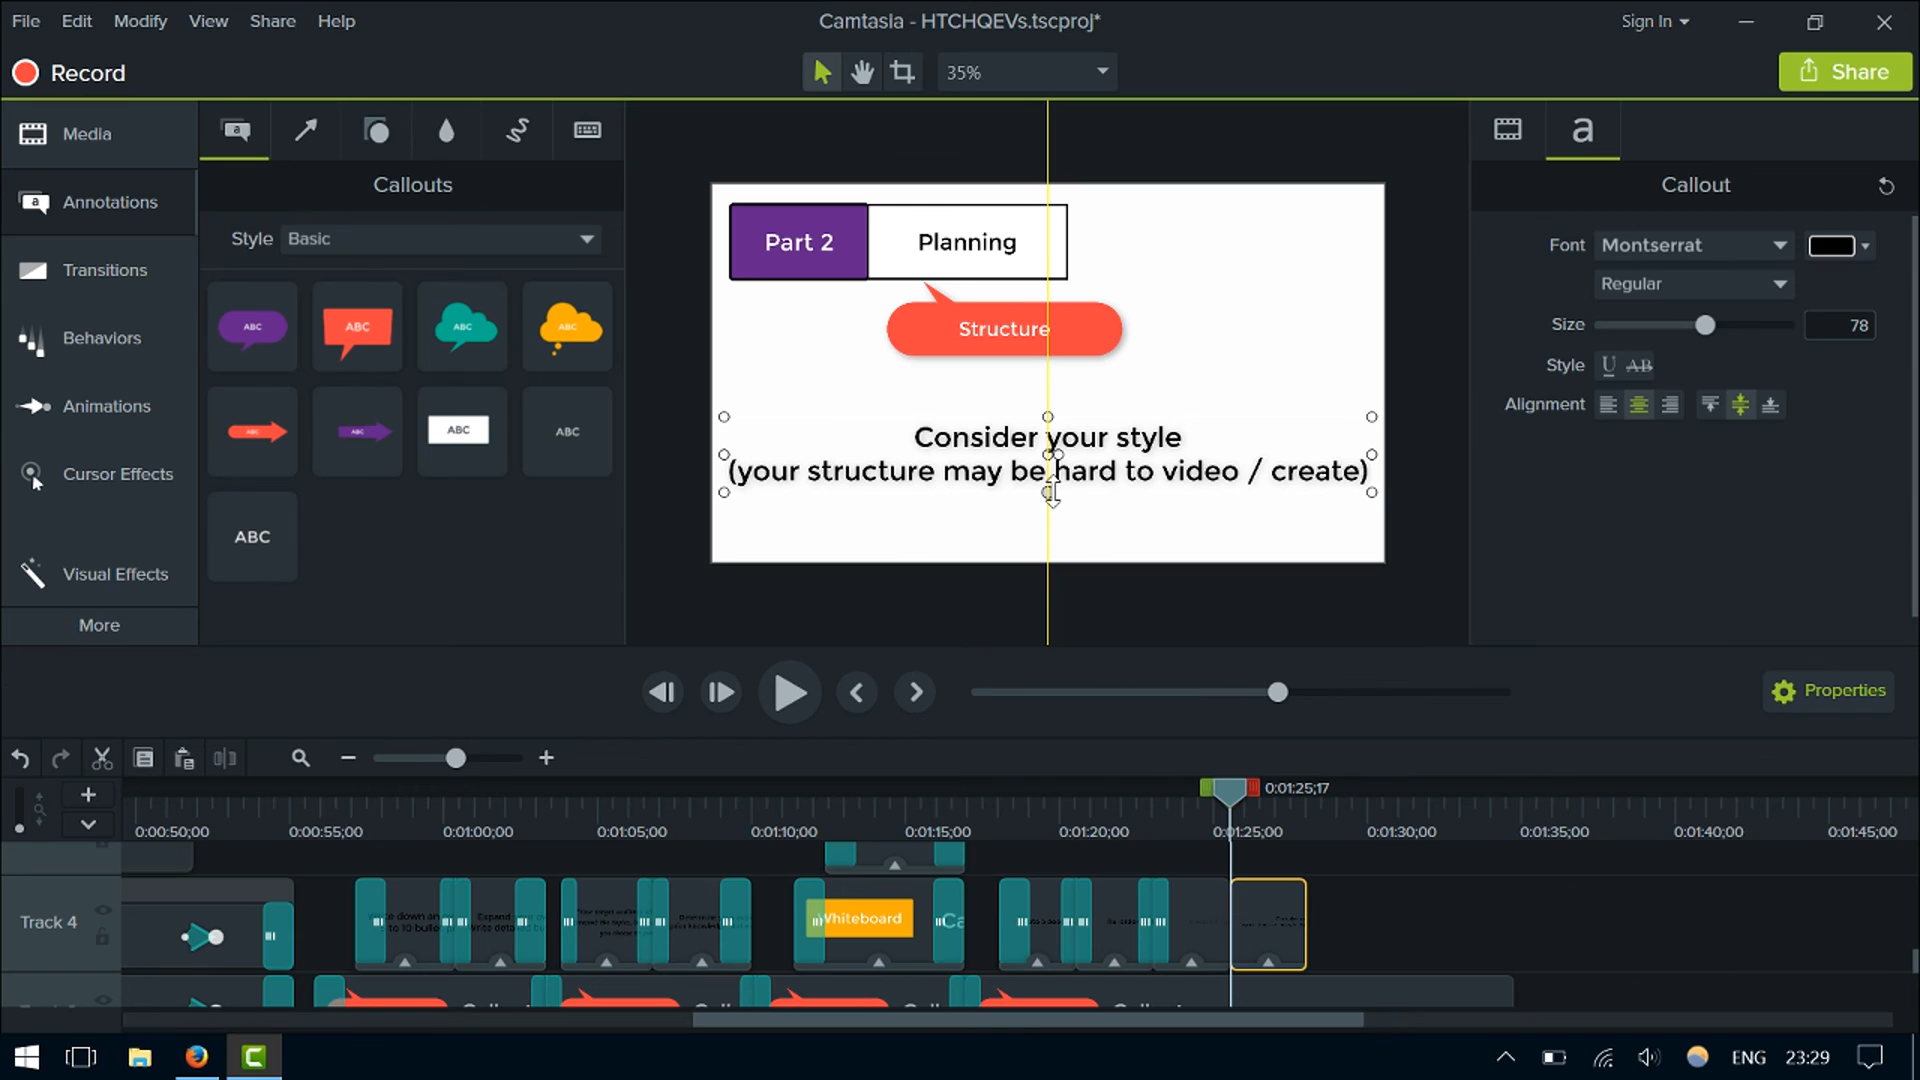 File Edit Modify View Share Help
Camtasia - HTCHQEVs.tscproj*
Sign In
Record
35%
Share
Media
Annotations
Transitions
Behaviors
Animations
Cursor Effects
Visual Effects
More
Callouts
Style Basic
ABC ABC ABC ABC
ABC ABC ABC ABC
ABC
Part 2 Planning
Structure
Consider your style
(your structure may be hard to video / create)
a
Callout
Font Montserrat
Regular
Size 78
Style U AB
Alignment
Properties
0:01:25;17
0:00:50;00 0:00:55;00 0:01:00;00 0:01:05;00 0:01:10;00 0:01:15;00 0:01:20;00 0:01:25;00 0:01:30;00 0:01:35;00 0:01:40;00 0:01:45;00
Track 4
Whiteboard
ENG 23:29